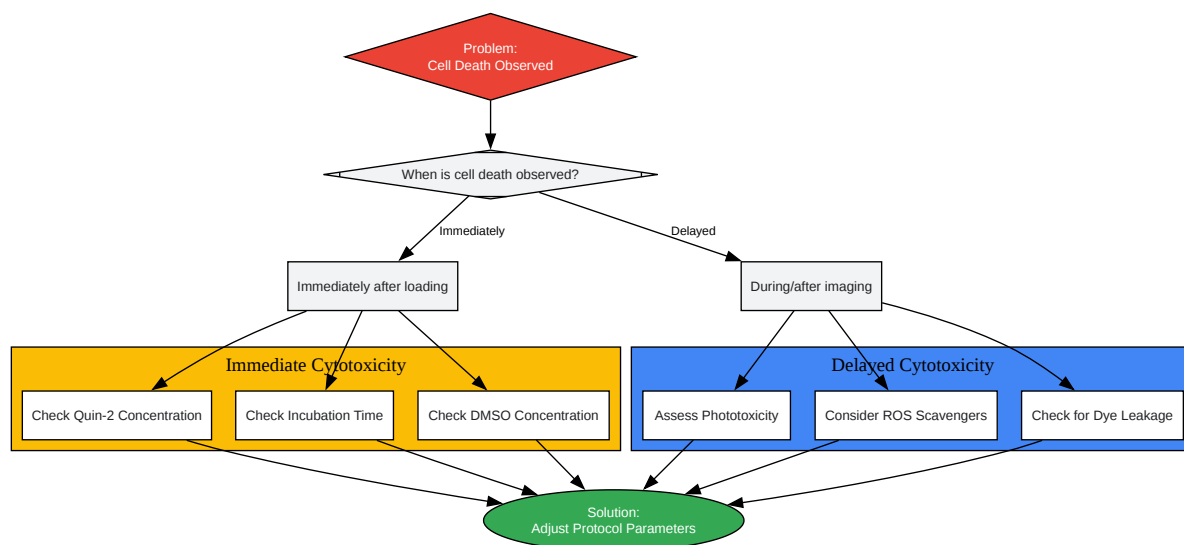 Problem:
Cell Death Observed
When is cell death observed?
Immediately
Delayed
Immediately after loading
During/after imaging
Immediate Cytotoxicity
Delayed Cytotoxicity
Check Quin-2 Concentration
Check Incubation Time
Check DMSO Concentration
Assess Phototoxicity
Consider ROS Scavengers
Check for Dye Leakage
Solution:
Adjust Protocol Parameters